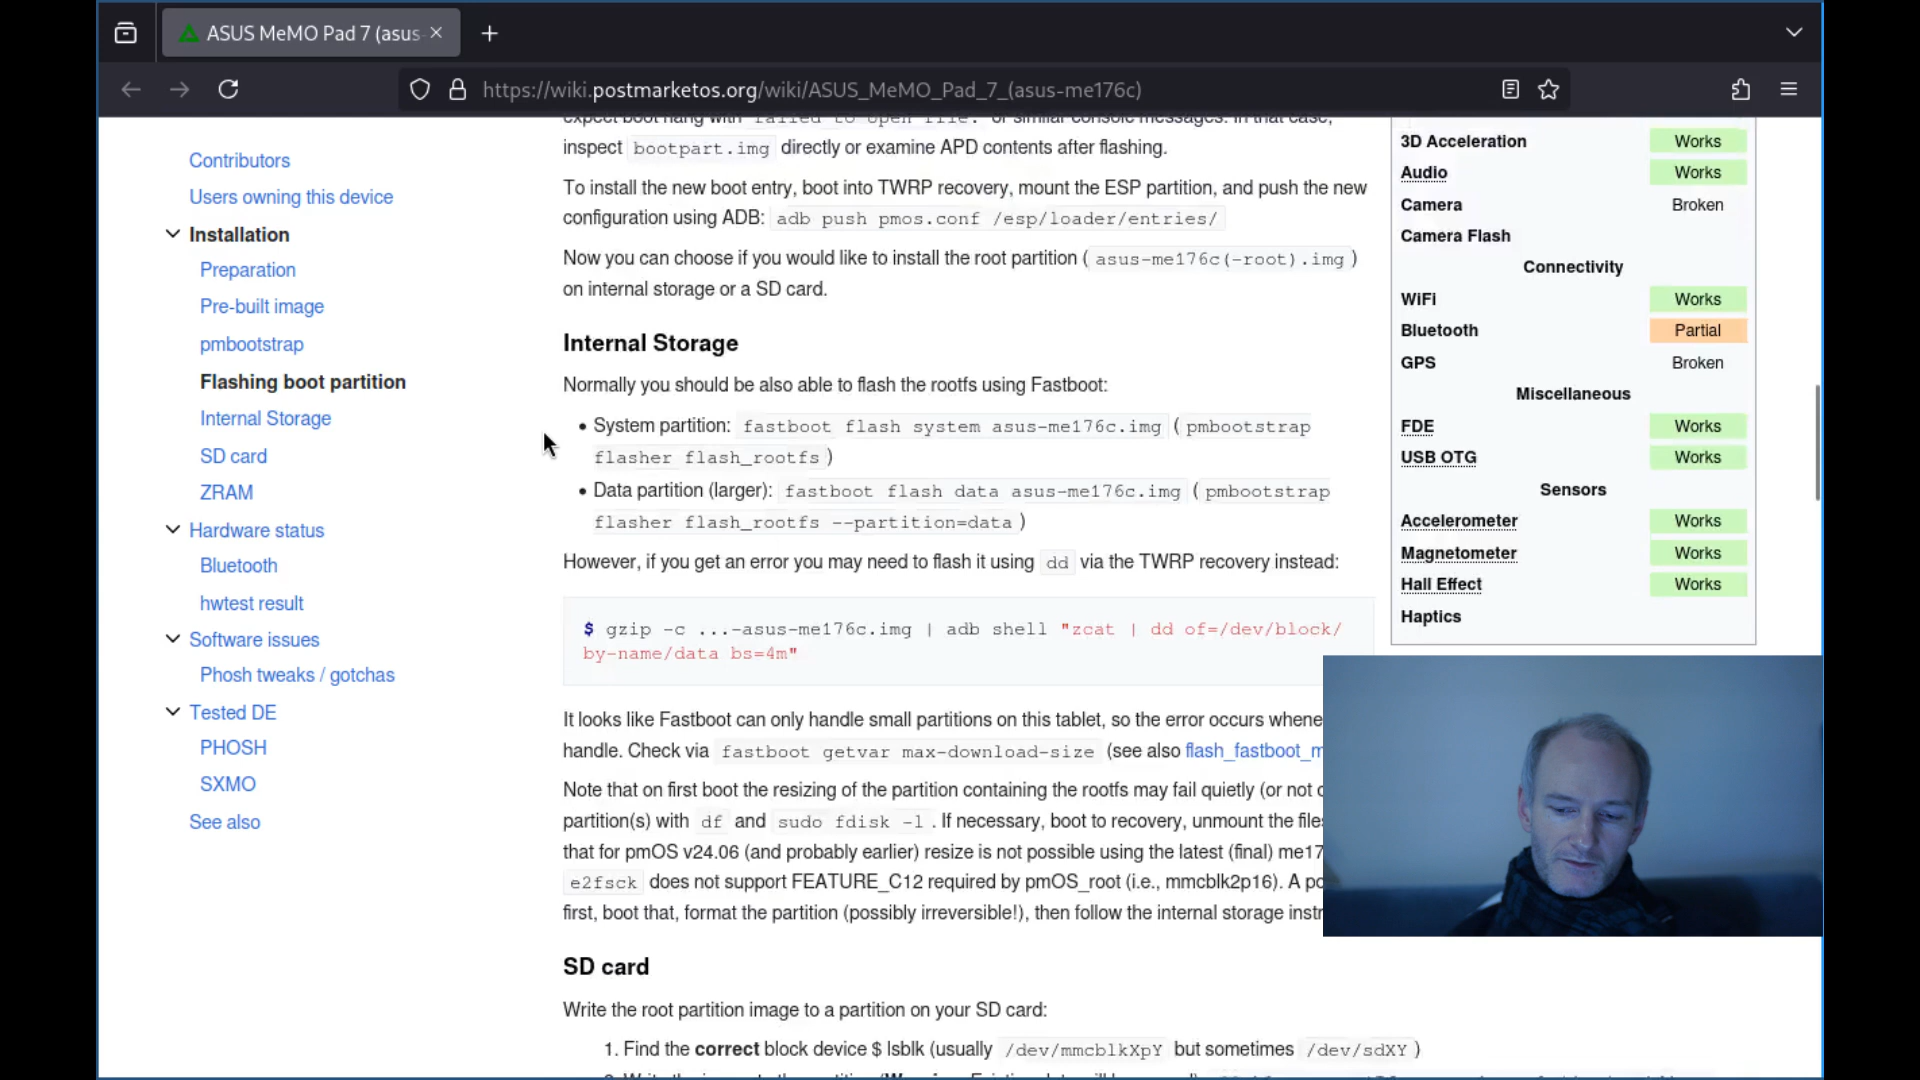 ASUS MeMO Pad 7 (asus
https://wiki.postmarketos.org/wiki/ASUS_MeMO_Pad_7_(asus-me176c)
Contributors
Users owning this device
Installation
Preparation
Pre-built image
pmbootstrap
Flashing boot partition
Internal Storage
SD card
ZRAM
Hardware status
Bluetooth
hwtest result
Software issues
Phosh tweaks / gotchas
Tested DE
PHOSH
SXMO
See also
expect boot hang with failed to open file: or similar console messages. In that case,
inspect bootpart.img directly or examine APD contents after flashing.
To install the new boot entry, boot into TWRP recovery, mount the ESP partition, and push the new
configuration using ADB: adb push pmos.conf /esp/loader/entries/
Now you can choose if you would like to install the root partition ( asus-me176c(-root).img )
on internal storage or a SD card.
Internal Storage
Normally you should be also able to flash the rootfs using Fastboot:
• System partition: fastboot flash system asus-me176c.img ( pmbootstrap
flasher flash_rootfs )
• Data partition (larger): fastboot flash data asus-me176c.img ( pmbootstrap
flasher flash_rootfs --partition=data )
However, if you get an error you may need to flash it using dd via the TWRP recovery instead:
$ gzip -c ...-asus-me176c.img | adb shell "zcat | dd of=/dev/block/
by-name/data bs=4m"
It looks like Fastboot can only handle small partitions on this tablet, so the error occurs whene
handle. Check via fastboot getvar max-download-size (see also flash_fastboot_m
Note that on first boot the resizing of the partition containing the rootfs may fail quietly (or not
partition(s) with df and sudo fdisk -l . If necessary, boot to recovery, unmount the
that for pmOS v24.06 (and probably earlier) resize is not possible using the latest (final) me17
e2fsck does not support FEATURE_C12 required by pmOS_root (i.e., mmcblk2p16). A
first, boot that, format the partition (possibly irreversible!), then follow the internal storage
SD card
Write the root partition image to a partition on your SD card:
1. Find the correct block device $ lsblk (usually /dev/mmcblkXpY but sometimes /dev/sdXY )
3D Acceleration Works
Audio Works
Camera Broken
Camera Flash
Connectivity
WiFi Works
Bluetooth Partial
GPS Broken
Miscellaneous
FDE Works
USB OTG Works
Sensors
Accelerometer Works
Magnetometer Works
Hall Effect Works
Haptics